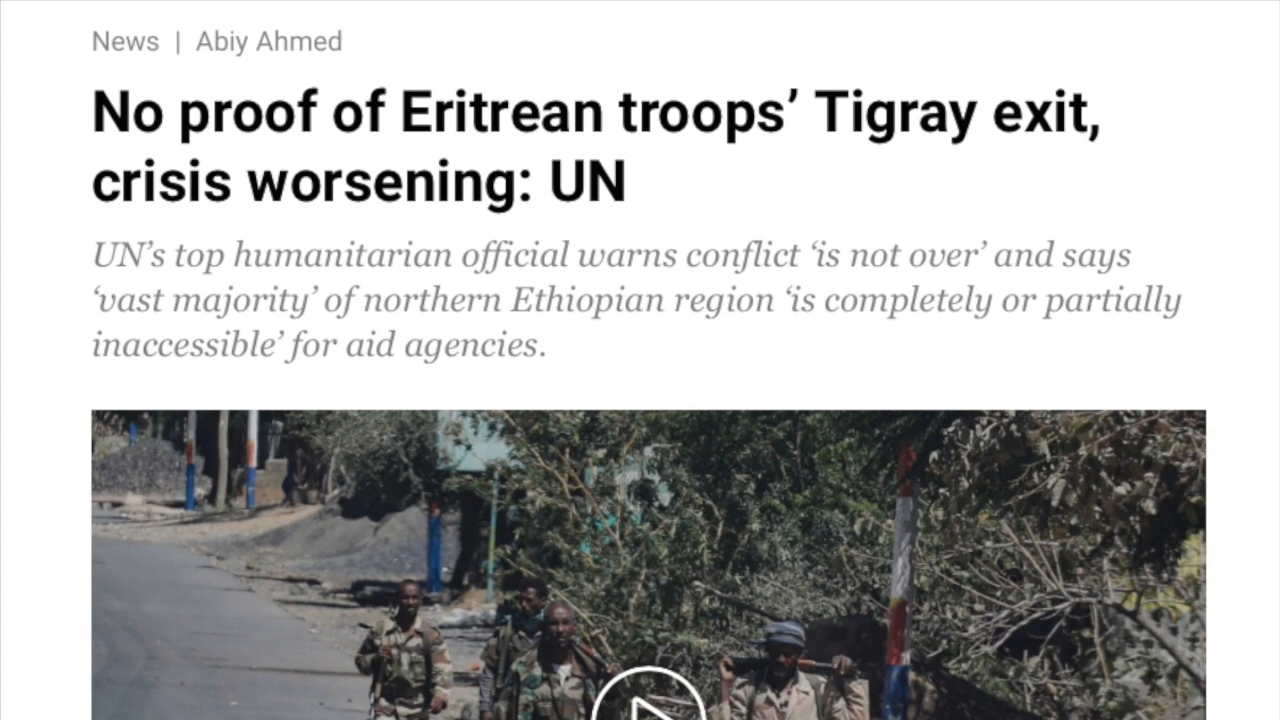 News | Abiy Ahmed
No proof of Eritrean troops’ Tigray exit,
crisis worsening: UN
UN’s top humanitarian official warns conflict ‘is not over’ and says
‘vast majority’ of northern Ethiopian region ‘is completely or partially
inaccessible’ for aid agencies.